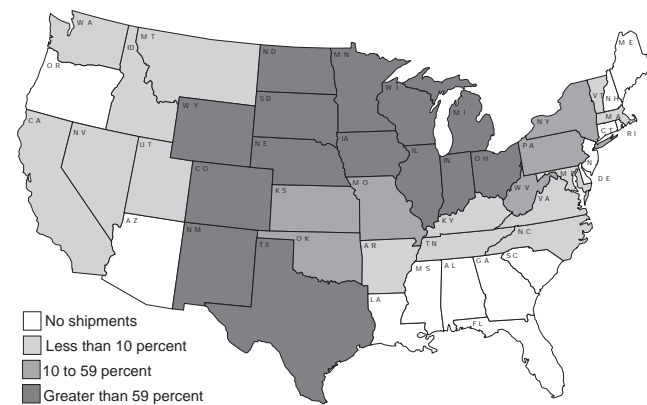 WA
MT
ID
OR
ND
MN
ME
SD
WI
MI
VT
NH
NY
MA
CT
RI
WY
CA
NV
UT
NE
IA
IL
IN
OH
PA
N
DE
CO
KS
MO
WV
VA
MD
KY
AZ
NM
TX
OK
AR
TN
NC
SC
MS
AL
GA
LA
FL
No shipments
Less than 10 percent
10 to 59 percent
Greater than 59 percent